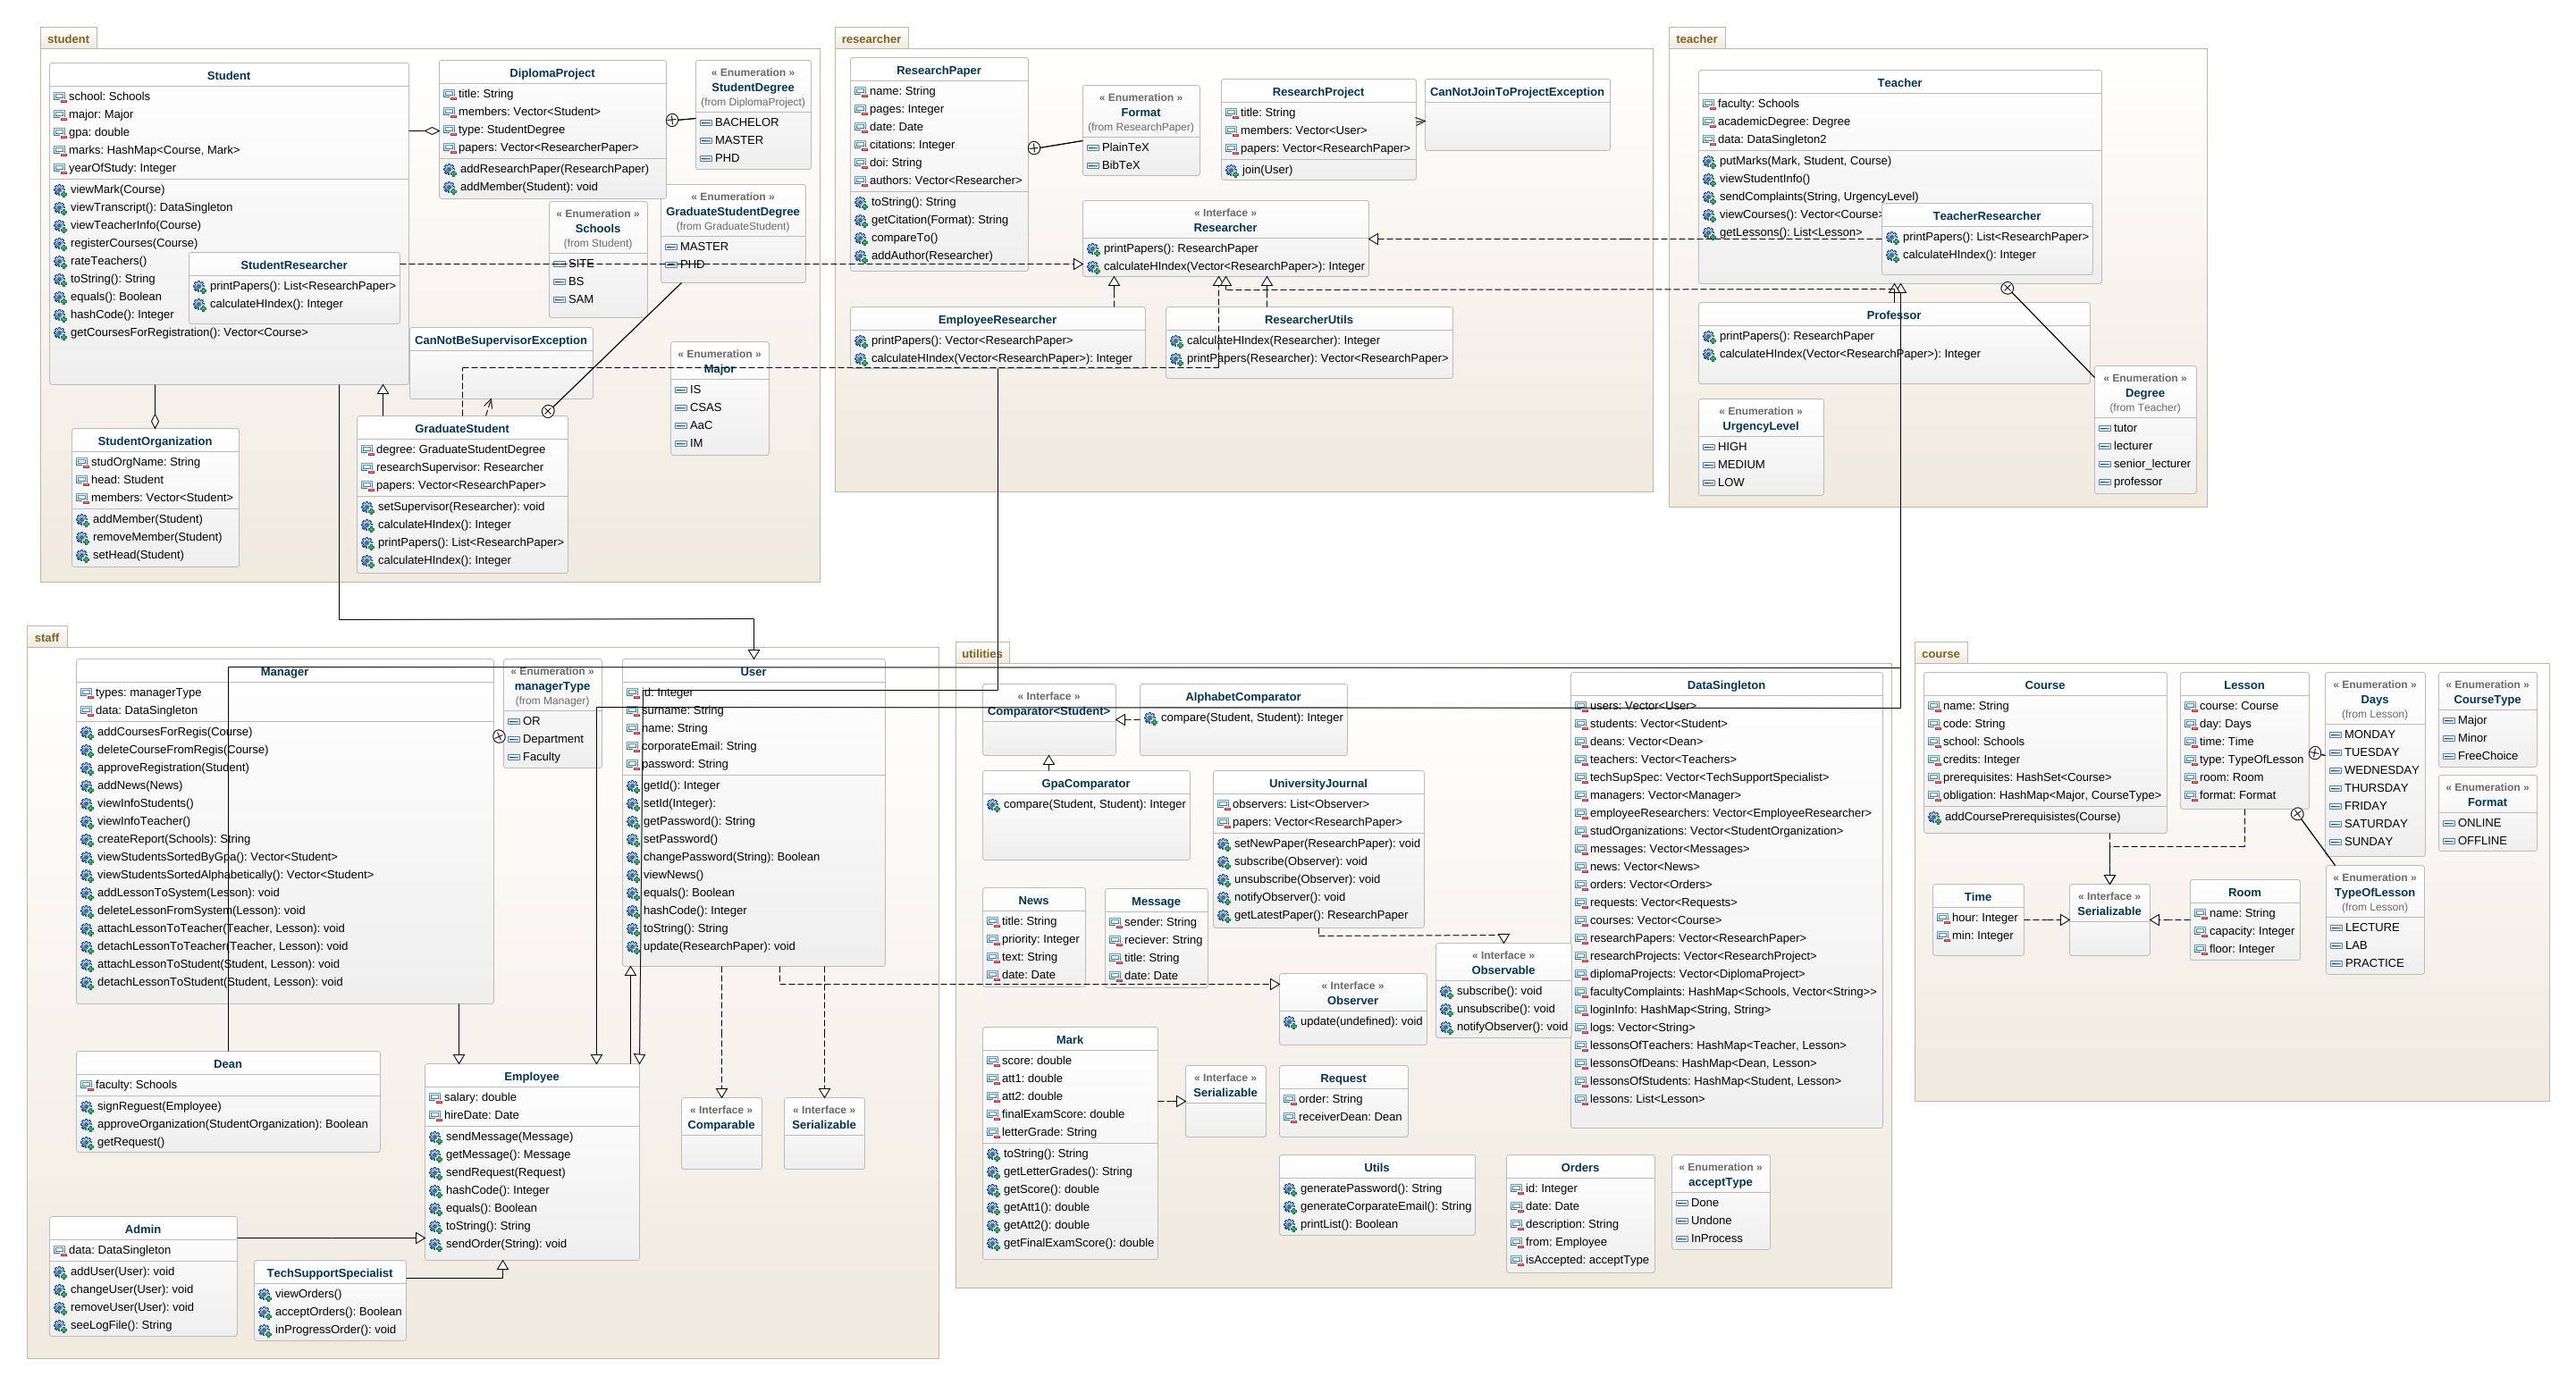 student
Student
school: Schools
major: Major
gpa: double
marks: HashMap<Course, Mark>
yearOfStudy: Integer
viewMark(Course)
viewTranscript(): DataSingleton
viewTeacherInfo(Course)
registerCourses(Course)
rateTeachers()
toString(): String
equals(): Boolean
hashCode(): Integer
getCoursesForRegistration(): Vector<Course>
StudentResearcher
printPapers(): List<ResearchPaper>
calculateHIndex(): Integer
DiplomaProject
title: String
members: Vector<Student>
type: StudentDegree
papers: Vector<ResearcherPaper>
addResearchPaper(ResearchPaper)
addMember(Student): void
« Enumeration »
StudentDegree
(from DiplomaProject)
BACHELOR
MASTER
PHD
« Enumeration »
Schools
(from Student)
SITE
BS
SAM
« Enumeration »
GraduateStudentDegree
(from GraduateStudent)
MASTER
PHD
CanNotBeSupervisorException
« Enumeration »
Major
IS
CSAS
AaC
IM
StudentOrganization
studOrgName: String
head: Student
members: Vector<Student>
addMember(Student)
removeMember(Student)
setHead(Student)
GraduateStudent
degree: GraduateStudentDegree
researchSupervisor: Researcher
papers: Vector<ResearchPaper>
setSupervisor(Researcher): void
calculateHIndex(): Integer
printPapers(): List<ResearchPaper>
calculateHIndex(): Integer
researcher
ResearchPaper
name: String
pages: Integer
date: Date
citations: Integer
doi: String
authors: Vector<Researcher>
toString(): String
getCitation(Format): String
compareTo()
addAuthor(Researcher)
« Enumeration »
Format
(from ResearchPaper)
PlainTeX
BibTeX
ResearchProject
title: String
members: Vector<User>
papers: Vector<ResearchPaper>
join(User)
CanNotJoinToProjectException
« Interface »
Researcher
printPapers(): ResearchPaper
calculateHIndex(Vector<ResearchPaper>): Integer
EmployeeResearcher
printPapers(): Vector<ResearchPaper>
calculateHIndex(Vector<ResearchPaper>): Integer
ResearcherUtils
calculateHIndex(Researcher): Integer
printPapers(Researcher): Vector<ResearchPaper>
teacher
Teacher
faculty: Schools
academicDegree: Degree
data: DataSingleton2
putMarks(Mark, Student, Course)
viewStudentInfo()
sendComplaints(String, UrgencyLevel)
viewCourses(): Vector<Course>
getLessons(): List<Lesson>
TeacherResearcher
printPapers(): List<ResearchPaper>
calculateHIndex(): Integer
Professor
printPapers(): ResearchPaper
calculateHIndex(Vector<ResearchPaper>): Integer
« Enumeration »
UrgencyLevel
HIGH
MEDIUM
LOW
« Enumeration »
Degree
(from Teacher)
tutor
lecturer
senior_lecturer
professor
staff
Manager
types: managerType
data: DataSingleton
addCoursesForRegis(Course)
deleteCourseFromRegis(Course)
approveRegistration(Student)
addNews(News)
viewInfoStudents()
viewInfoTeacher()
createReport(Schools): String
viewStudentsSortedByGpa(): Vector<Student>
viewStudentsSortedAlphabetically(): Vector<Student>
addLessonToSystem(Lesson): void
deleteLessonFromSystem(Lesson): void
attachLessonToTeacher(Teacher, Lesson): void
detachLessonToTeacher(Teacher, Lesson): void
attachLessonToStudent(Student, Lesson): void
detachLessonToStudent(Student, Lesson): void
« Enumeration »
managerType
(from Manager)
OR
Department
Faculty
User
id: Integer
surname: String
name: String
corporateEmail: String
password: String
getId(): Integer
setId(Integer):
getPassword(): String
setPassword()
changePassword(String): Boolean
viewNews()
equals(): Boolean
hashCode(): Integer
toString(): String
update(ResearchPaper): void
Dean
faculty: Schools
signReguest(Employee)
approveOrganization(StudentOrganization): Boolean
getRequest()
Employee
salary: double
hireDate: Date
sendMessage(Message)
getMessage(): Message
sendRequest(Request)
hashCode(): Integer
equals(): Boolean
toString(): String
sendOrder(String): void
« Interface »
Comparable
« Interface »
Serializable
Admin
data: DataSingleton
addUser(User): void
changeUser(User): void
removeUser(User): void
seeLogFile(): String
TechSupportSpecialist
viewOrders()
acceptOrders(): Boolean
inProgressOrder(): void
utilities
« Interface »
Comparator<Student>
AlphabetComparator
compare(Student, Student): Integer
GpaComparator
compare(Student, Student): Integer
UniversityJournal
observers: List<Observer>
papers: Vector<ResearchPaper>
setNewPaper(ResearchPaper): void
subscribe(Observer): void
unsubscribe(Observer): void
notifyObserver(): void
getLatestPaper(): ResearchPaper
News
title: String
priority: Integer
text: String
date: Date
Message
sender: String
reciever: String
title: String
date: Date
« Interface »
Observer
update(undefined): void
« Interface »
Observable
subscribe(): void
unsubscribe(): void
notifyObserver(): void
DataSingleton
users: Vector<User>
students: Vector<Student>
deans: Vector<Dean>
teachers: Vector<Teachers>
techSupSpec: Vector<TechSupportSpecialist>
managers: Vector<Manager>
employeeResearchers: Vector<EmployeeResearcher>
studOrganizations: Vector<StudentOrganization>
messages: Vector<Messages>
news: Vector<News>
orders: Vector<Orders>
requests: Vector<Requests>
courses: Vector<Course>
researchPapers: Vector<ResearchPaper>
researchProjects: Vector<ResearchProject>
diplomaProjects: Vector<DiplomaProject>
facultyComplaints: HashMap<Schools, Vector<String>>
loginInfo: HashMap<String, String>
logs: Vector<String>
lessonsOfTeachers: HashMap<Teacher, Lesson>
lessonsOfDeans: HashMap<Dean, Lesson>
lessonsOfStudents: HashMap<Student, Lesson>
lessons: List<Lesson>
Mark
score: double
att1: double
att2: double
finalExamScore: double
letterGrade: String
toString(): String
getLetterGrades(): String
getScore(): double
getAtt1(): double
getAtt2(): double
getFinalExamScore(): double
« Interface »
Serializable
Request
order: String
receiverDean: Dean
Utils
generatePassword(): String
generateCorparateEmail(): String
printList(): Boolean
Orders
id: Integer
date: Date
description: String
from: Employee
isAccepted: acceptType
« Enumeration »
acceptType
Done
Undone
InProcess
course
Course
name: String
code: String
school: Schools
credits: Integer
prerequisites: HashSet<Course>
obligation: HashMap<Major, CourseType>
addCoursePrerequisistes(Course)
Lesson
course: Course
day: Days
time: Time
type: TypeOfLesson
room: Room
format: Format
« Enumeration »
Days
(from Lesson)
MONDAY
TUESDAY
WEDNESDAY
THURSDAY
FRIDAY
SATURDAY
SUNDAY
« Enumeration »
CourseType
Major
Minor
FreeChoice
« Enumeration »
Format
ONLINE
OFFLINE
Time
hour: Integer
min: Integer
« Interface »
Serializable
Room
name: String
capacity: Integer
floor: Integer
« Enumeration »
TypeOfLesson
(from Lesson)
LECTURE
LAB
PRACTICE